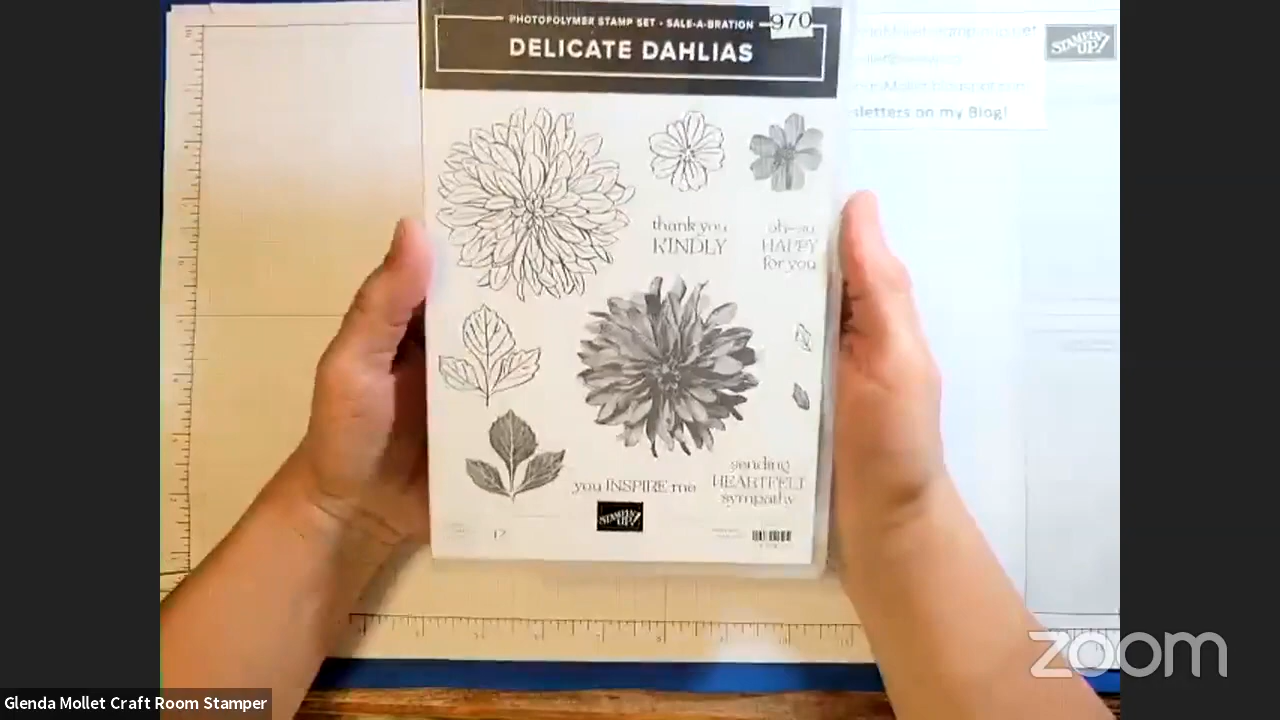 PHOTOPOLYMER STAMP SET • SALE-A-BRATION
970
DELICATE DAHLIAS
STAMPIN' UP!
sletters on my Blog!
thank you
KINDLY
oh-so
HAPPY
for you
you INSPIRE me
sending
HEARTFELT
sympathy
STAMPIN' UP!
17
zoom
Glenda Mollet Craft Room Stamper